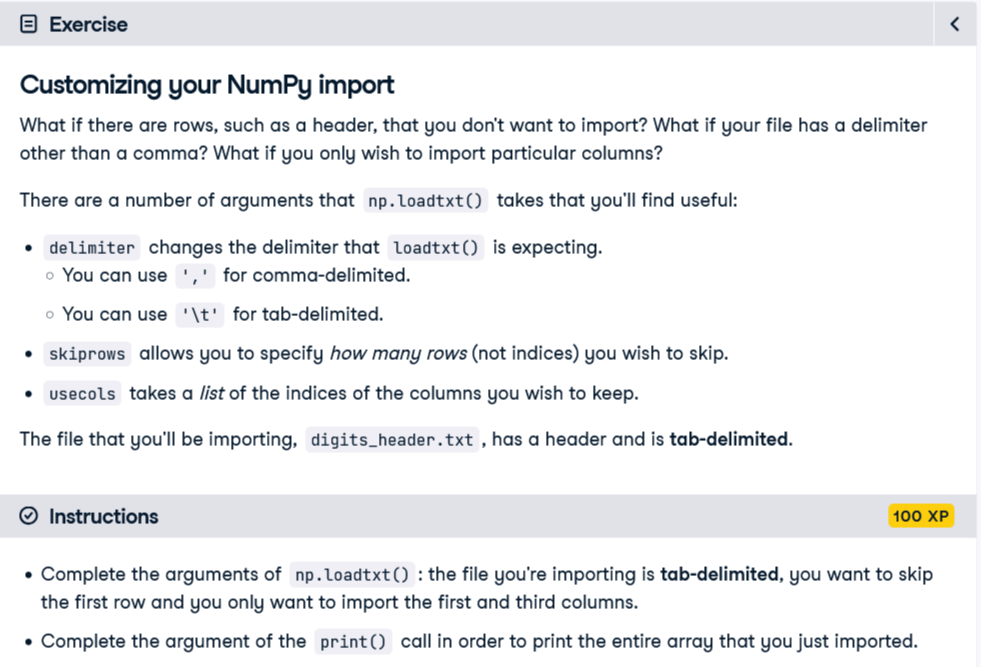 Exercise
Customizing your NumPy import
What if there are rows, such as a header, that you don't want to import? What if your file has a delimiter
other than a comma? What if you only wish to import particular columns?
There are a number of arguments that np.loadtxt() takes that you'll find useful:
• delimiter changes the delimiter that loadtxt() is expecting.
○ You can use ',' for comma-delimited.
○ You can use '\t' for tab-delimited.
• skiprows allows you to specify how many rows (not indices) you wish to skip.
• usecols takes a list of the indices of the columns you wish to keep.
The file that you'll be importing, digits_header.txt, has a header and is tab-delimited.
Instructions
100 XP
• Complete the arguments of np.loadtxt(): the file you're importing is tab-delimited, you want to skip
the first row and you only want to import the first and third columns.
• Complete the argument of the print() call in order to print the entire array that you just imported.